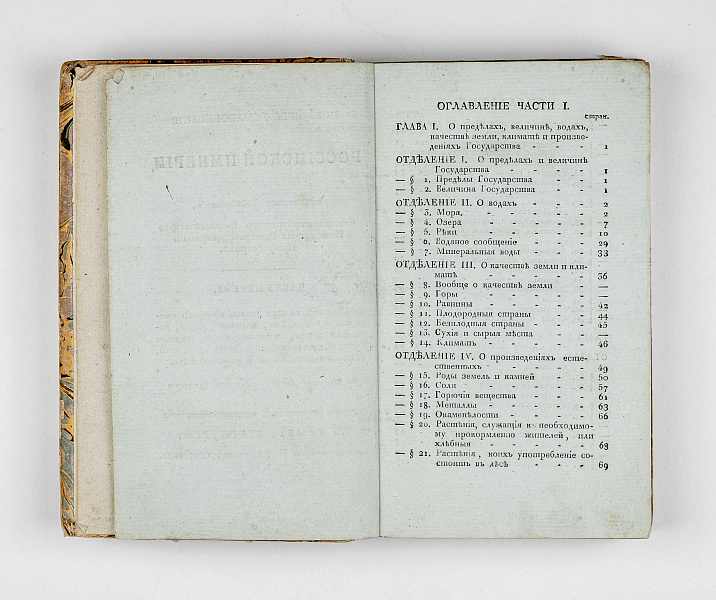 ОГЛАВЛЕНІЕ ЧАСТИ I.
стран.
ГЛАВА I. О предѣлахъ, величинѣ, водахъ,
качествѣ земли, климатѣ и произве-
деніяхъ Государства - - - 1
ОТДѢЛЕНІЕ I. О предѣлахъ и величинѣ
Государства - - - - 1
— § 1. Предѣлы Государства - - - 1
— § 2. Величина Государства - - - 1
ОТДѢЛЕНІЕ II. О водахъ - - - 2
— § 3. Моря. - - - - - 2
— § 4. Озера - - - - - 7
— § 5. Рѣки - - - - - 10
— § 6. Водяное сообщеніе - - - 29
— § 7. Минеральныя воды - - - 33
ОТДѢЛЕНІЕ III. О качествѣ земли и кли-
матѣ - - - - - 36
— § 8. Вообще о качествѣ земли - - —
— § 9. Горы - - - - - —
— § 10. Равнины - - - - - 42
— § 11. Плодородныя страны - - - 44
— § 12. Безплодныя страны - - - 45
— § 13. Сухія и сырыя мѣста - - —
— § 14. Климатъ - - - - - 46
ОТДѢЛЕНІЕ IV. О произведеніяхъ есте-
ственныхъ - - - - 49
— § 15. Роды земель и камней - - 50
— § 16. Соли - - - - - 57
— § 17. Горючія вещества - - - 61
— § 18. Металлы - - - - - 63
— § 19. Окаменѣлости - - - - 66
— § 20. Растѣнія, служащія къ необходимо-
му прокормленію жителей, или
хлѣбныя - - - - - 68
— § 21. Растѣнія, коихъ употребленіе со-
стоитъ въ лѣсѣ - - - 69